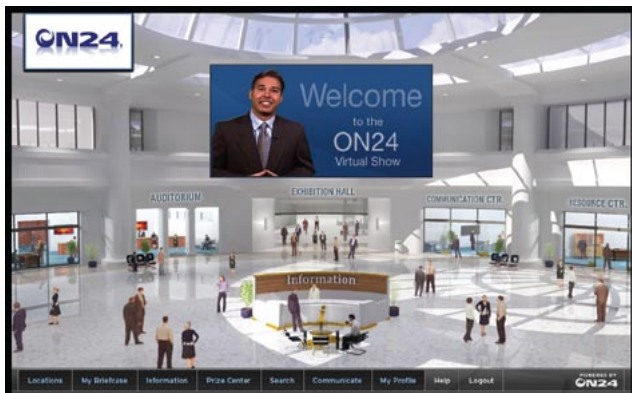 ON24
Welcome
to the
ON24
Virtual Show
AUDITORIUM
EXHIBITION HALL
COMMUNICATION CTR.
RESOURCE CTR.
Information
Locations My Briefcase Information Prize Center Search Communicate My Profile Help Logout
POWERED BY
ON24